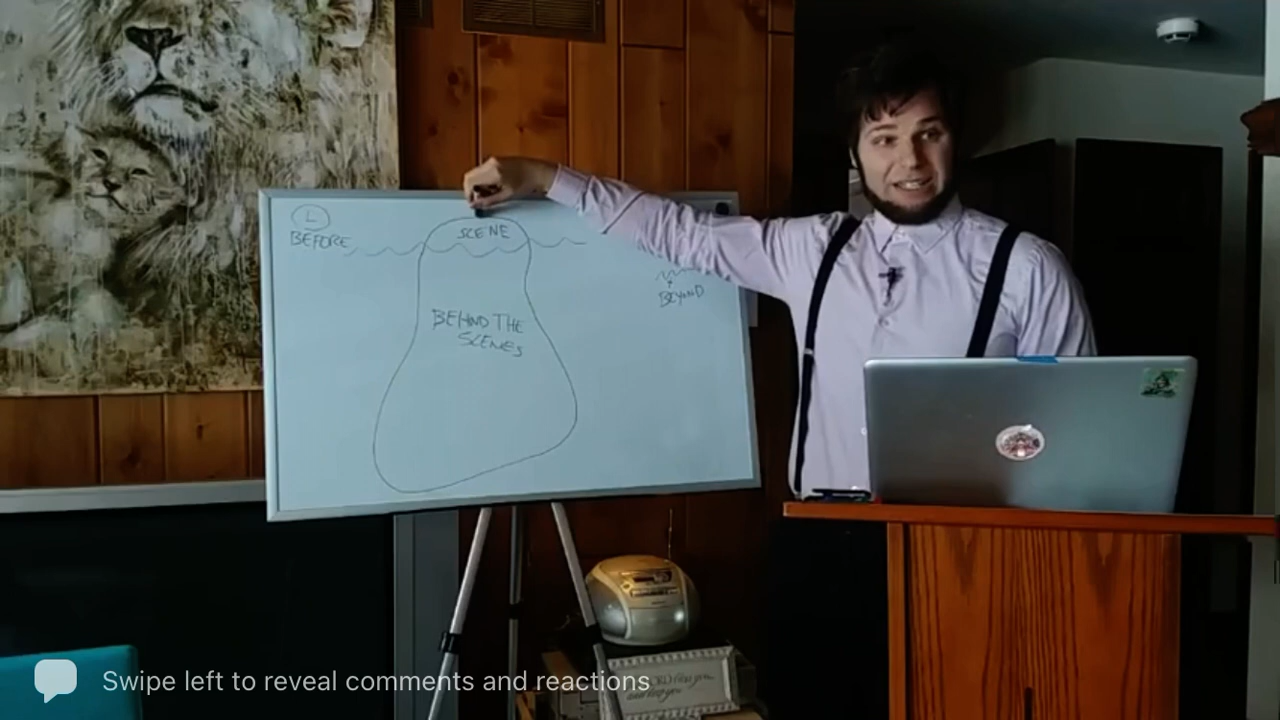 L
BEFORE
SCENE
BEYOND
BEHIND THE
SCENES
Swipe left to reveal comments and reactions